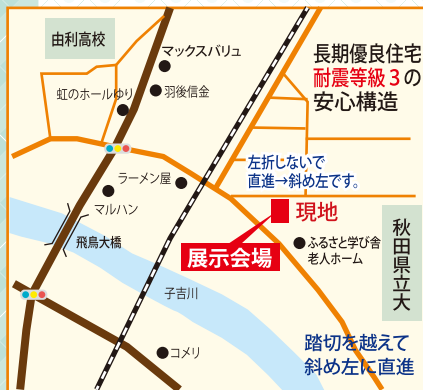 由利高校
マックスバリュ
羽後信金
虹のホールゆり
長期優良住宅
耐震等級3の
安心構造
ラーメン屋
マルハン
左折しないで
直進→斜め左です。
現地
飛鳥大橋
展示会場
ふるさと学び舎
老人ホーム
秋田県立大
子吉川
コメリ
踏切を越えて
斜め左に直進